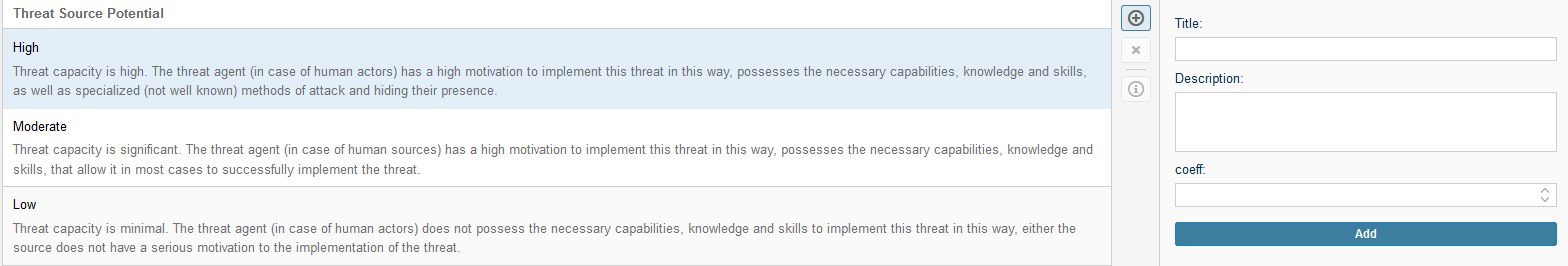 Threat Source Potential
High
Threat capacity is high. The threat agent (in case of human actors) has a high motivation to implement this threat in this way, possesses the necessary capabilities, knowledge and skills,
as well as specialized (not well known) methods of attack and hiding their presence.
Moderate
Threat capacity is significant. The threat agent (in case of human sources) has a high motivation to implement this threat in this way, possesses the necessary capabilities, knowledge and
skills, that allow it in most cases to successfully implement the threat.
Low
Threat capacity is minimal. The threat agent (in case of human actors) does not possess the necessary capabilities, knowledge and skills to implement this threat in this way, either the
source does not have a serious motivation to the implementation of the threat.
Title:
Description:
coeff:
Add